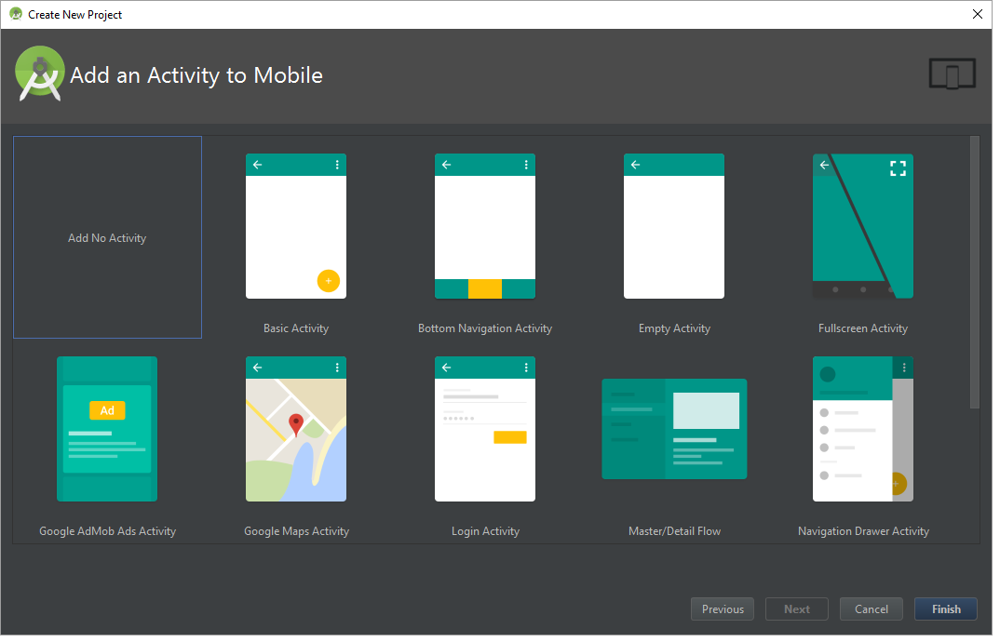 Create New Project
Add an Activity to Mobile
Add No Activity
Basic Activity
Bottom Navigation Activity
Empty Activity
Fullscreen Activity
Ad
Google AdMob Ads Activity
Google Maps Activity
Login Activity
Master/Detail Flow
Navigation Drawer Activity
Previous
Next
Cancel
Finish